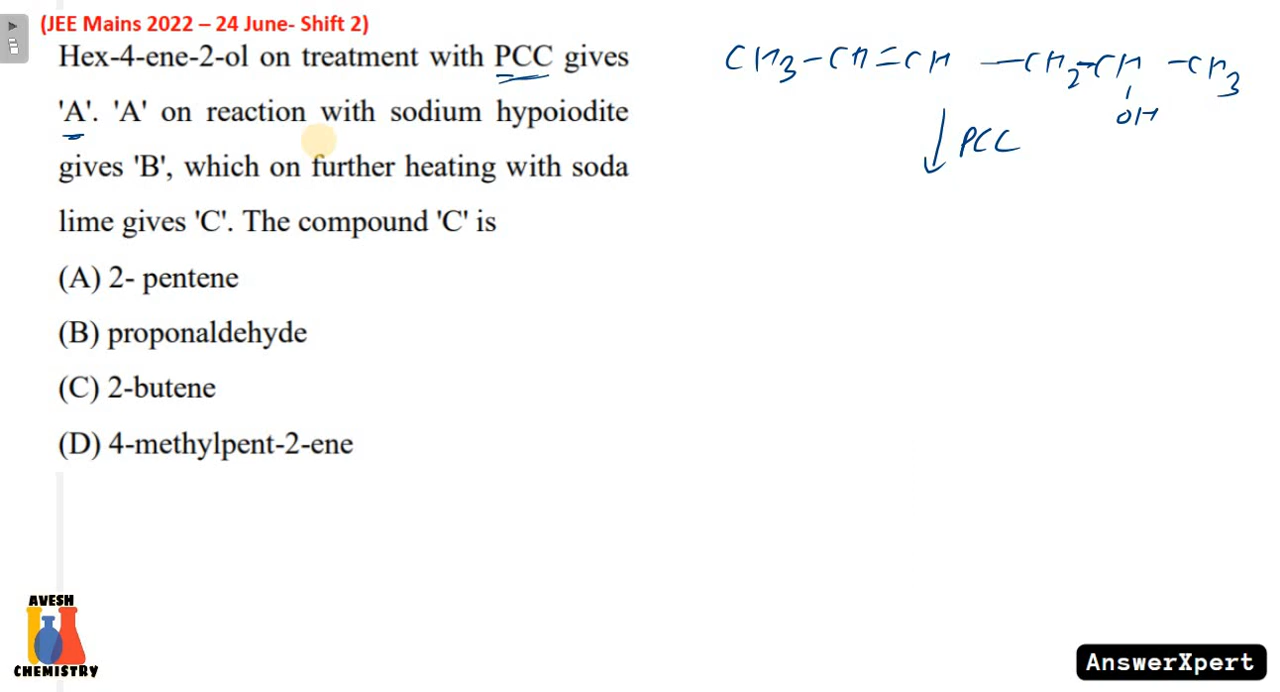 (JEE Mains 2022 – 24 June- Shift 2)
Hex-4-ene-2-ol on treatment with PCC gives
'A'. 'A' on reaction with sodium hypoiodite
gives 'B', which on further heating with soda
lime gives 'C'. The compound 'C' is
(A) 2- pentene
(B) proponaldehyde
(C) 2-butene
(D) 4-methylpent-2-ene
CH3-CH=CH-CH2-CH-CH3
OH
PCC
AVESH
CHEMISTRY
AnswerXpert